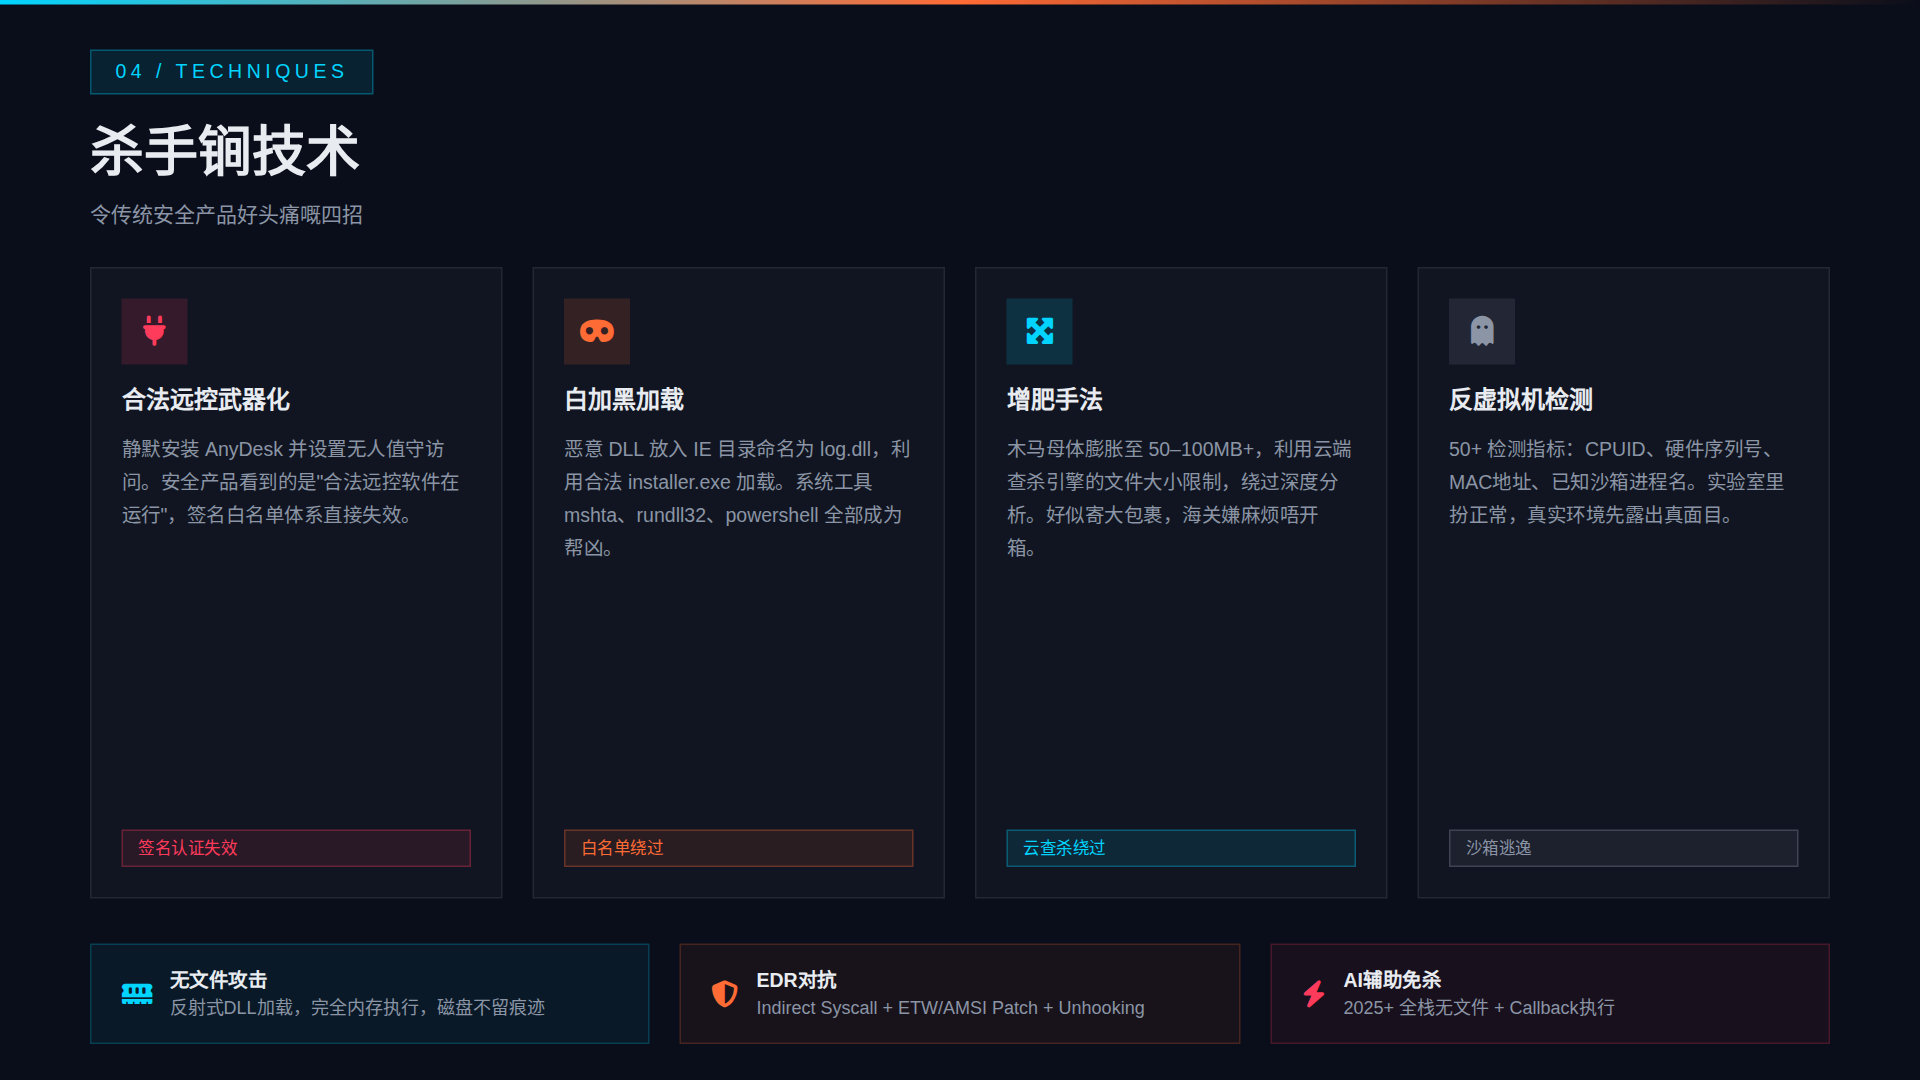 04 / TECHNIQUES
杀手锏技术
令传统安全产品好头痛嘅四招
合法远控武器化
静默安装 AnyDesk 并设置无人值守访
问。安全产品看到的是"合法远控软件在
运行"，签名白名单体系直接失效。
签名认证失效
白加黑加载
恶意 DLL 放入 IE 目录命名为 log.dll，利
用合法 installer.exe 加载。系统工具
mshta、rundll32、powershell 全部成为
帮凶。
白名单绕过
增肥手法
木马母体膨胀至 50–100MB+，利用云端
查杀引擎的文件大小限制，绕过深度分
析。好似寄大包裹，海关嫌麻烦唔开
箱。
云查杀绕过
反虚拟机检测
50+ 检测指标：CPUID、硬件序列号、
MAC地址、已知沙箱进程名。实验室里
扮正常，真实环境先露出真面目。
沙箱逃逸
无文件攻击
反射式DLL加载，完全内存执行，磁盘不留痕迹
EDR对抗
Indirect Syscall + ETW/AMSI Patch + Unhooking
AI辅助免杀
2025+ 全栈无文件 + Callback执行